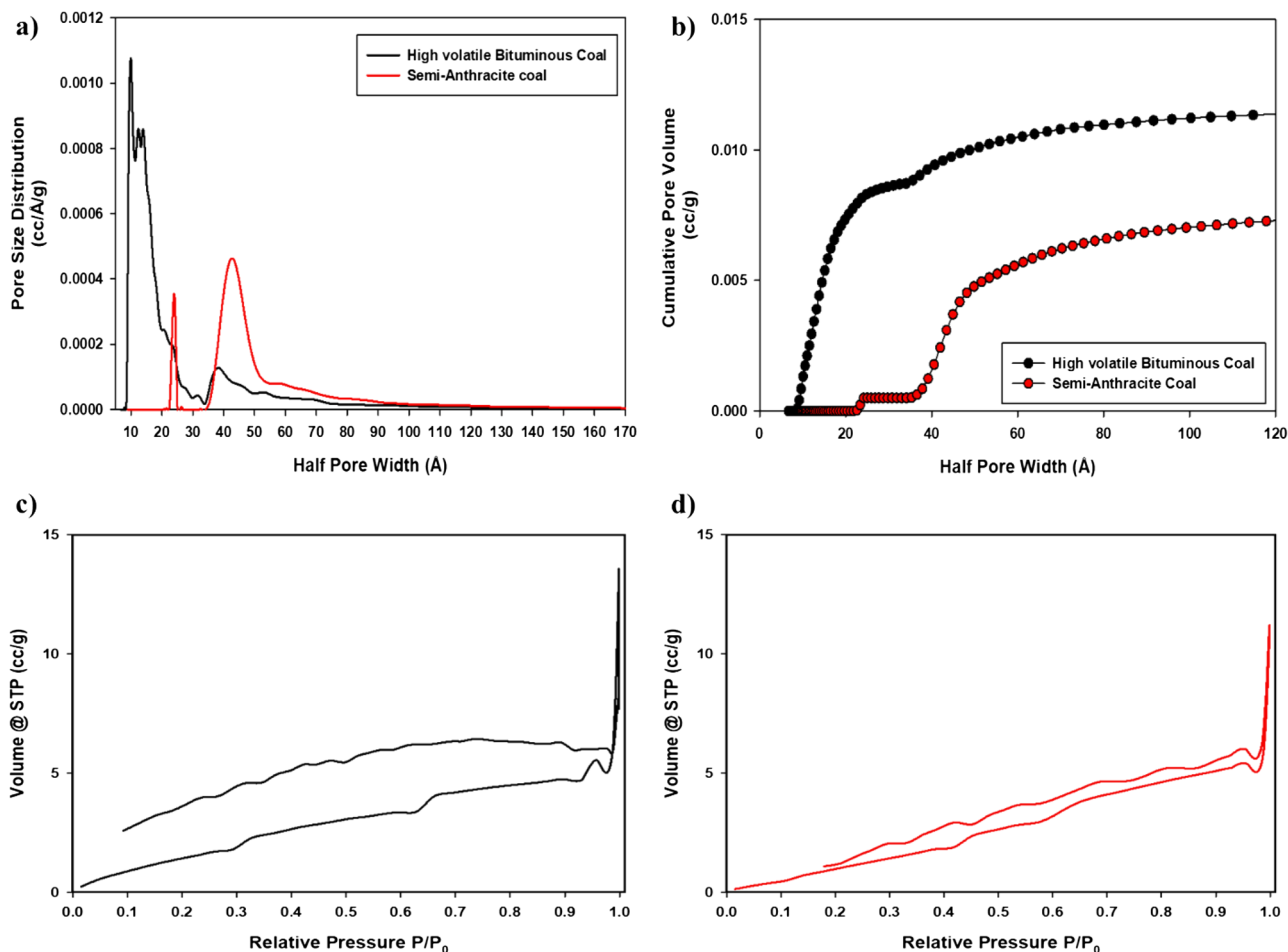 a)
Pore Size Distribution
(cc/Å/g)
0.0012
0.0010
0.0008
0.0006
0.0004
0.0002
0.0000
High volatile Bituminous Coal
Semi-Anthracite coal
10 20 30 40 50 60 70 80 90 100 110 120 130 140 150 160 170
Half Pore Width (Å)
b)
Cumulative Pore Volume
(cc/g)
0.015
0.010
0.005
0.000
High volatile Bituminous Coal
Semi-Anthracite Coal
0 20 40 60 80 100 120
Half Pore Width (Å)
c)
Volume @ STP (cc/g)
15
10
5
0
0.0 0.1 0.2 0.3 0.4 0.5 0.6 0.7 0.8 0.9 1.0
Relative Pressure P/P₀
d)
Volume @ STP (cc/g)
15
10
5
0
0.0 0.1 0.2 0.3 0.4 0.5 0.6 0.7 0.8 0.9 1.0
Relative Pressure P/P₀